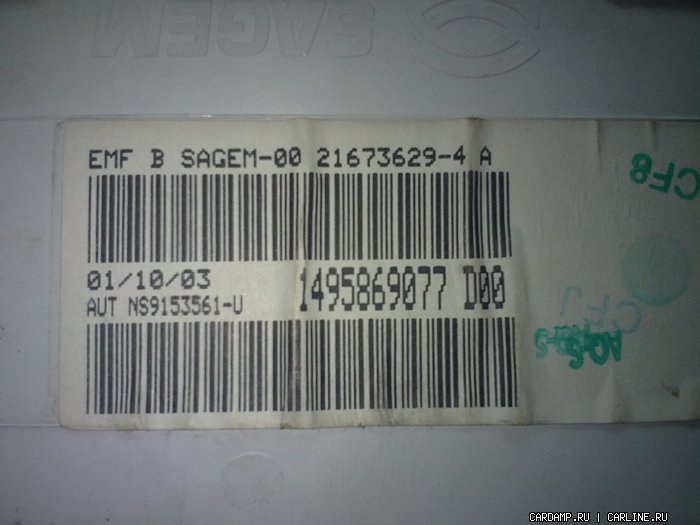 SAGEM
EMF B SAGEM-00 21673629-4 A
CF8
01/10/03
1495869077 D00
AUT NS9153561-U
CARDAMP.RU | CARLINE.RU